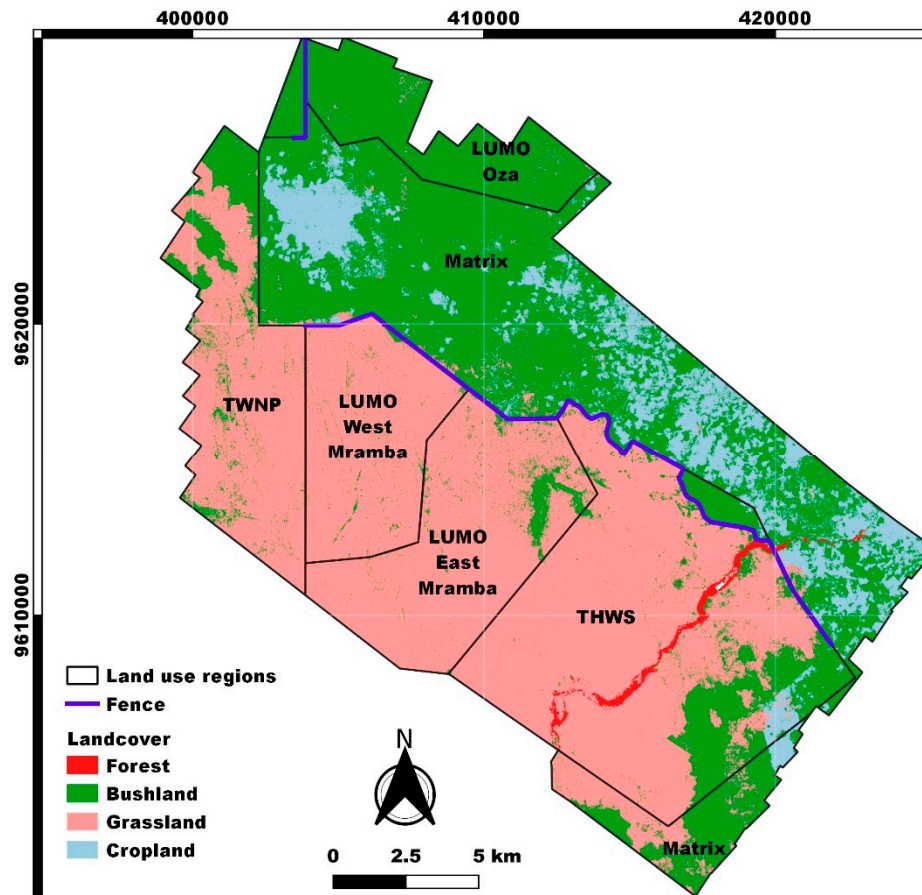 400000
410000
420000
LUMO
Oza
Matrix
9620000
TWNP
LUMO
West
Mramba
LUMO
East
Mramba
THWS
9610000
Land use regions
Fence
Landcover
Forest
Bushland
Grassland
Cropland
N
0 2.5 5 km
Matrix